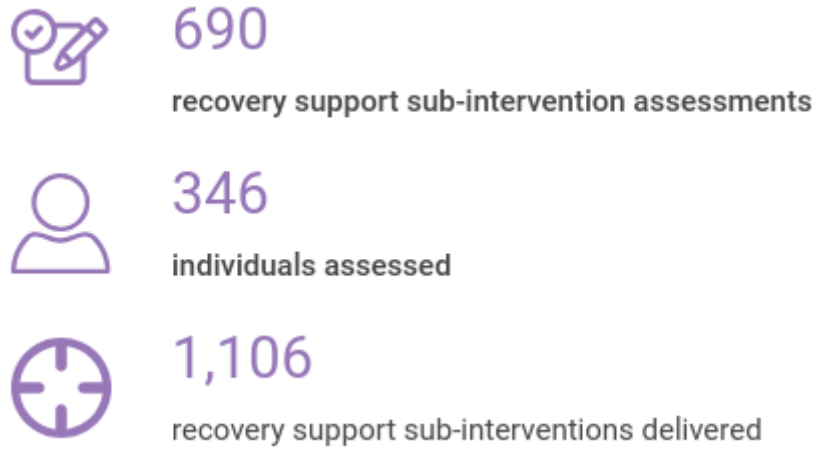 690
recovery support sub-intervention assessments
346
individuals assessed
1,106
recovery support sub-interventions delivered